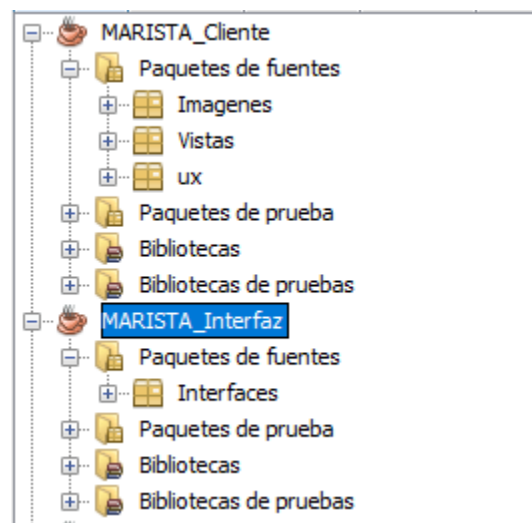 MARISTA_Cliente
Paquetes de fuentes
Imagenes
Vistas
ux
Paquetes de prueba
Bibliotecas
Bibliotecas de pruebas
MARISTA_Interfaz
Paquetes de fuentes
Interfaces
Paquetes de prueba
Bibliotecas
Bibliotecas de pruebas